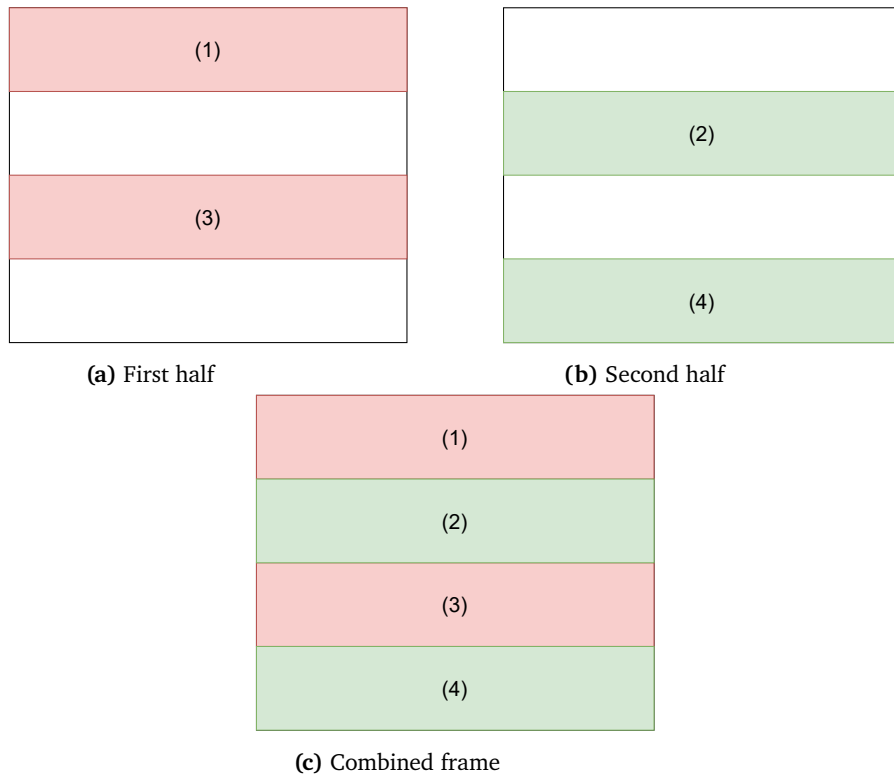 (1)
(3)
(a) First half
(2)
(4)
(b) Second half
(1)
(2)
(3)
(4)
(c) Combined frame